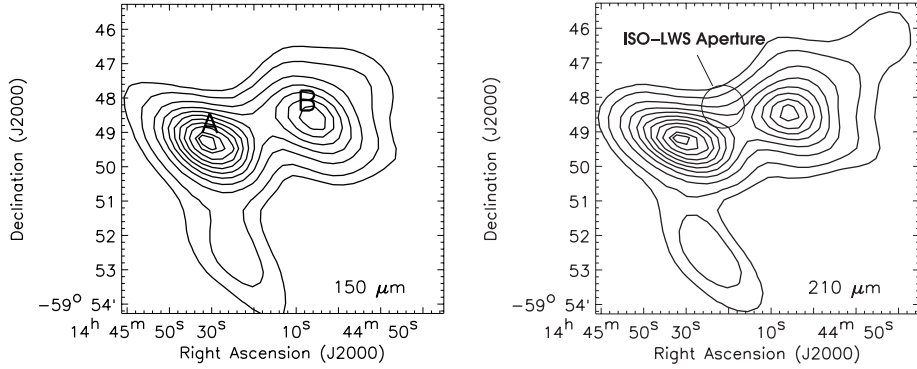 46
47
48
49
50
51
52
53
−59° 54'
Declination (J2000)
A
B
150 μm
14ʰ 45ᵐ 50ˢ 30ˢ 10ˢ 44ᵐ 50ˢ
Right Ascension (J2000)
46
47
48
49
50
51
52
53
−59° 54'
Declination (J2000)
ISO−LWS Aperture
210 μm
14ʰ 45ᵐ 50ˢ 30ˢ 10ˢ 44ᵐ 50ˢ
Right Ascension (J2000)